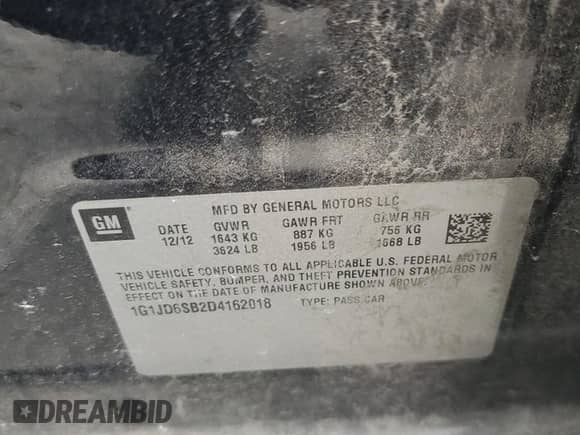 MFD BY GENERAL MOTORS LLC
GM
DATE GVWR GAWR FRT GAWR RR
12/12 1643 KG 887 KG 756 KG
3624 LB 1956 LB 1668 LB
THIS VEHICLE CONFORMS TO ALL APPLICABLE U.S. FEDERAL MOTOR
VEHICLE SAFETY, BUMPER, AND THEFT PREVENTION STANDARDS IN
EFFECT ON THE DATE OF MANUFACTURE SHOWN ABOVE.
1G1JD6SB2D4162018 TYPE: PASS CAR
DREAMBID